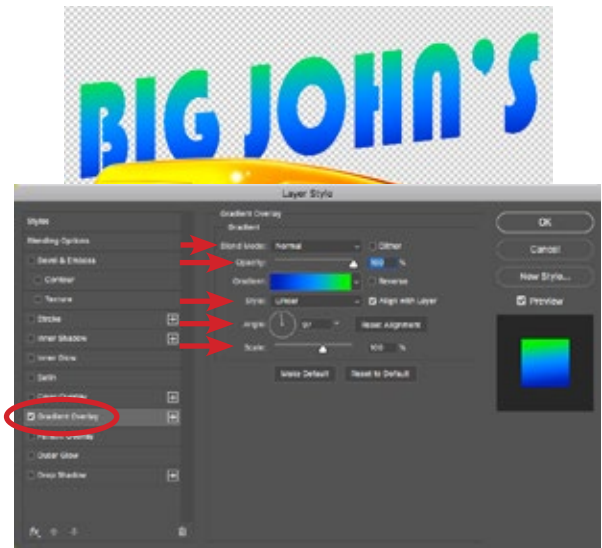 BIG JOHN'S
Layer Style
Styles
Blending Options
Bevel & Emboss
Contour
Texture
Stroke
Inner Shadow
Inner Glow
Satin
Color Overlay
Gradient Overlay
Pattern Overlay
Outer Glow
Drop Shadow
fx
Gradient Overlay
Gradient
Blend Mode: Normal Dither
Opacity: 100 %
Gradient: Reverse
Style: Linear Align with Layer
Angle: 97 ° Reset Alignment
Scale: 100 %
Make Default Reset to Default
OK
Cancel
New Style...
Preview